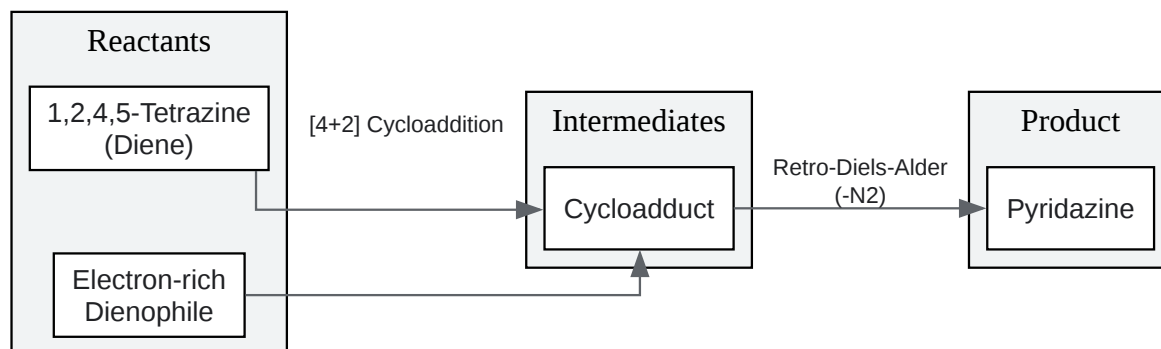 Reactants
1,2,4,5-Tetrazine
(Diene)
[4+2] Cycloaddition
Electron-rich
Dienophile
Intermediates
Cycloadduct
Retro-Diels-Alder
(-N2)
Product
Pyridazine